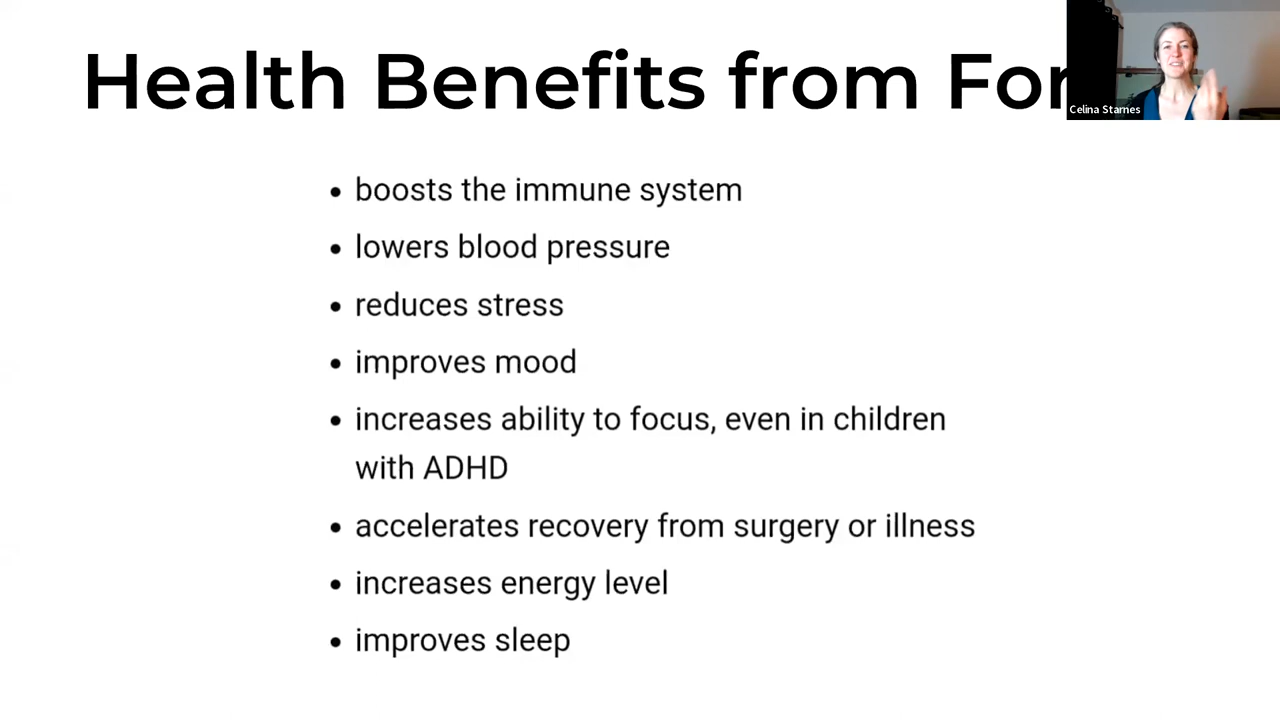 Health Benefits from For
Celina Starnes
• boosts the immune system
• lowers blood pressure
• reduces stress
• improves mood
• increases ability to focus, even in children
with ADHD
• accelerates recovery from surgery or illness
• increases energy level
• improves sleep